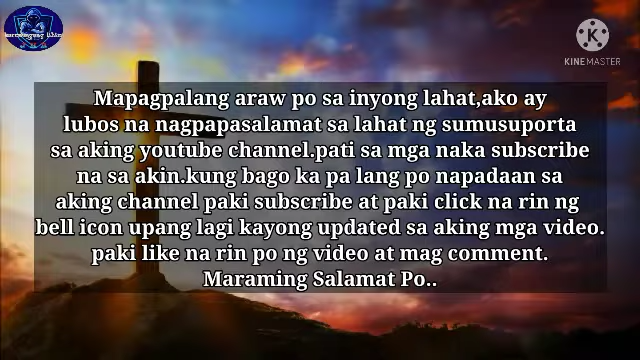 KINEMASTER
Mapagpalang araw po sa inyong lahat,ako ay
lubos na nagpapasalamat sa lahat ng sumusuporta
sa aking youtube channel.pati sa mga naka subscribe
na sa akin.kung bago ka pa lang po napadaan sa
aking channel paki subscribe at paki click na rin ng
bell icon upang lagi kayong updated sa aking mga video.
paki like na rin po ng video at mag comment.
Maraming Salamat Po..